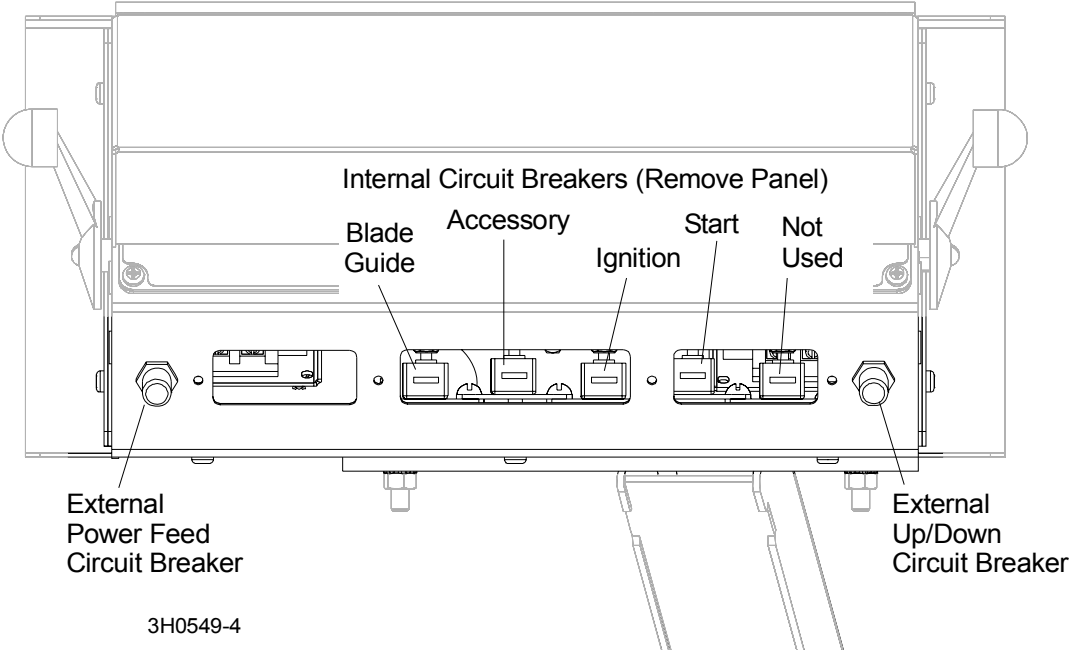 Internal Circuit Breakers (Remove Panel)
Blade
Guide
Accessory
Ignition
Start
Not
Used
External
Power Feed
Circuit Breaker
External
Up/Down
Circuit Breaker
3H0549-4